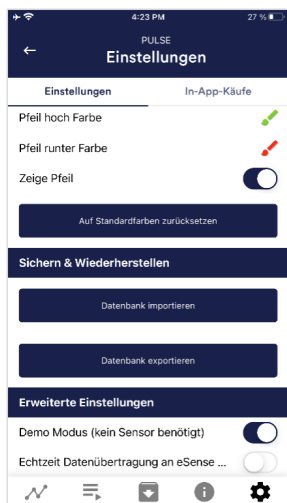 4:23 PM
27 %
PULSE
Einstellungen
Einstellungen
In-App-Käufe
Pfeil hoch Farbe
Pfeil runter Farbe
Zeige Pfeil
Auf Standardfarben zurücksetzen
Sichern & Wiederherstellen
Datenbank importieren
Datenbank exportieren
Erweiterte Einstellungen
Demo Modus (kein Sensor benötigt)
Echtzeit Datenübertragung an eSense ...